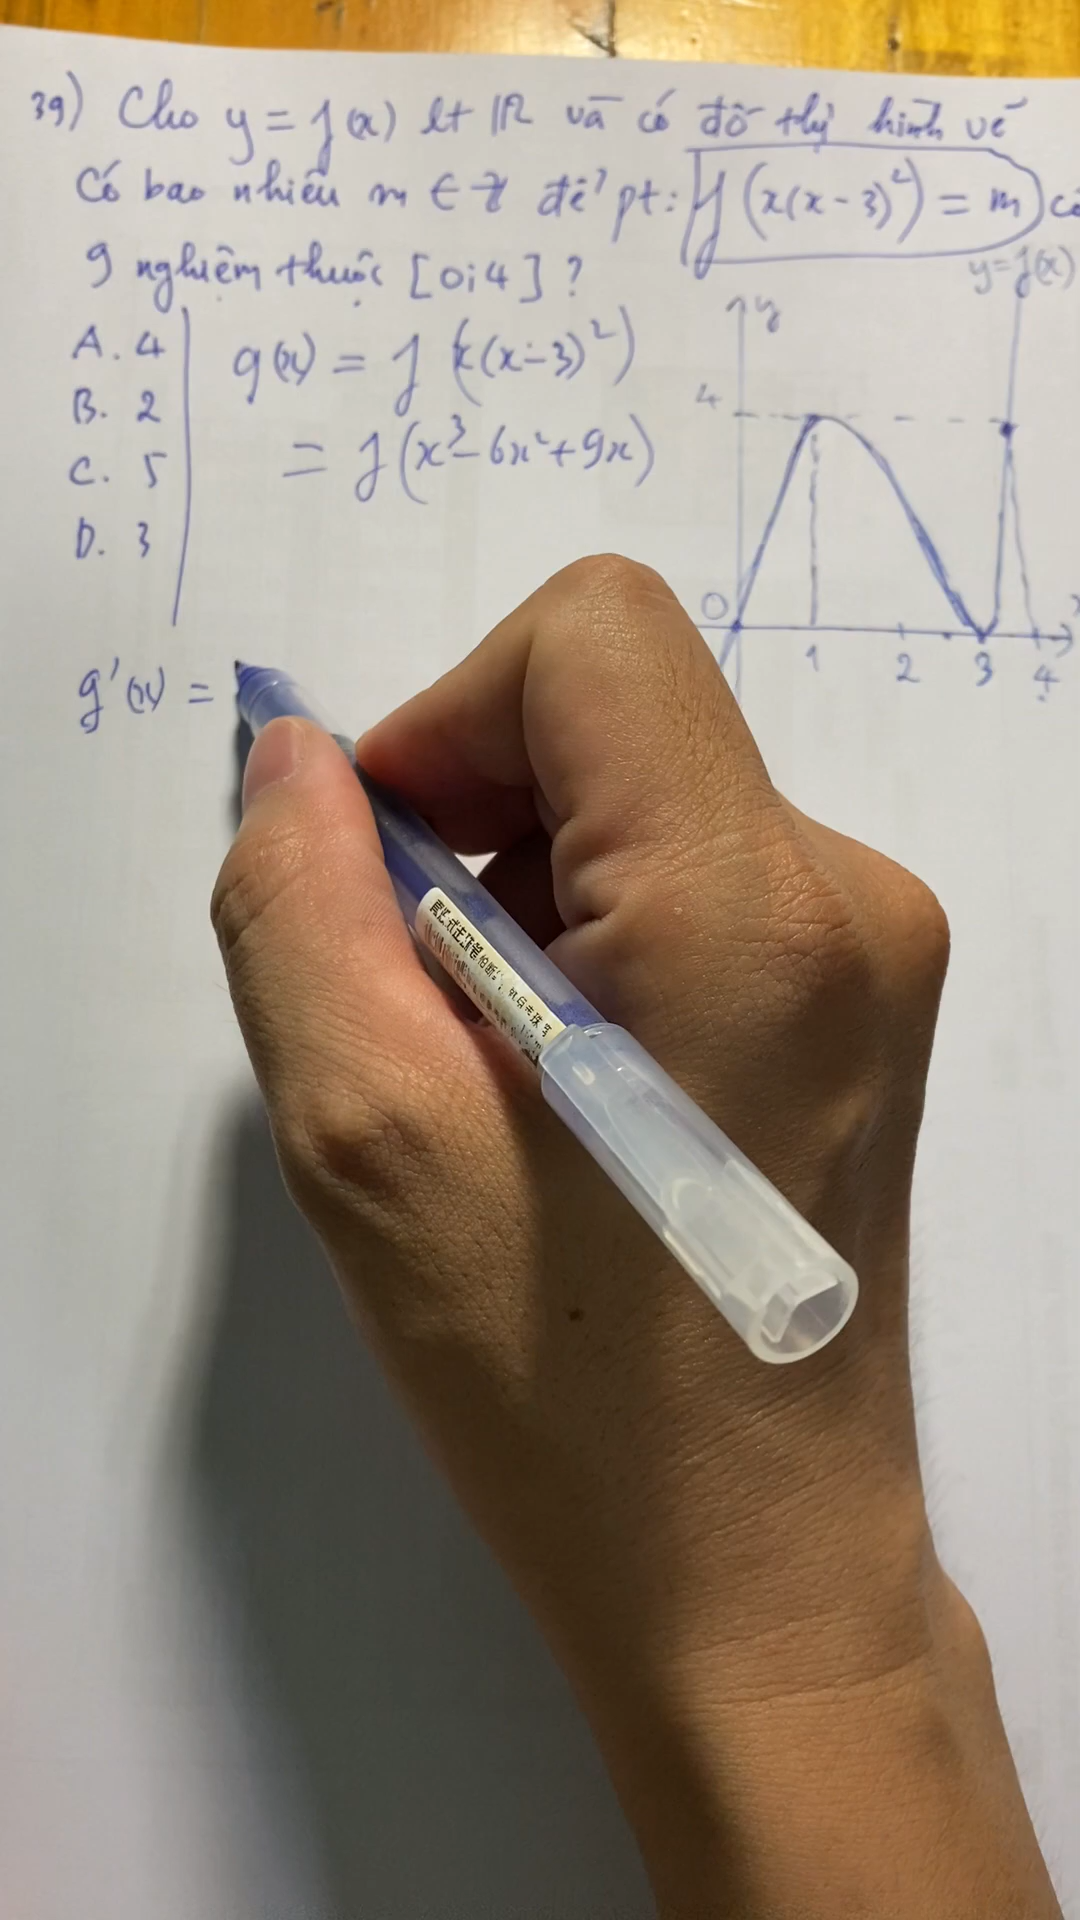 39) Cho y = f(x) lt ℝ và có đồ thị hình vẽ
Có bao nhiêu m ∈ Z để pt: f(x(x-3)²) = m có
9 nghiệm thuộc [0;4]?
A. 4
B. 2
C. 5
D. 3
g(x) = f(x(x-3)²)
= f(x³-6x²+9x)
g'(x) =
y=f(x)
y
4
O
1
2
3
4
x